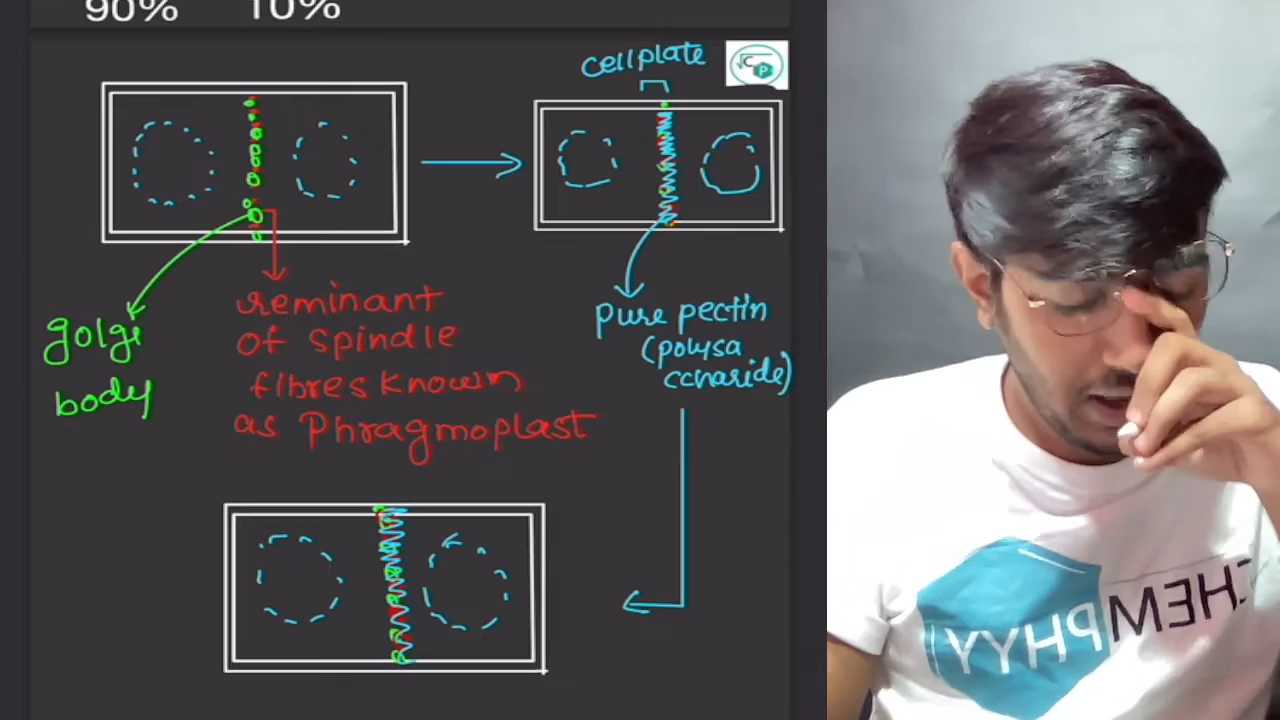 90% 10%
cellplate
√C P
golgi
body
reminant
of spindle
fibres known
as Phragmoplast
pure pectin
(polysa
ccharide)
CHEMPHYY